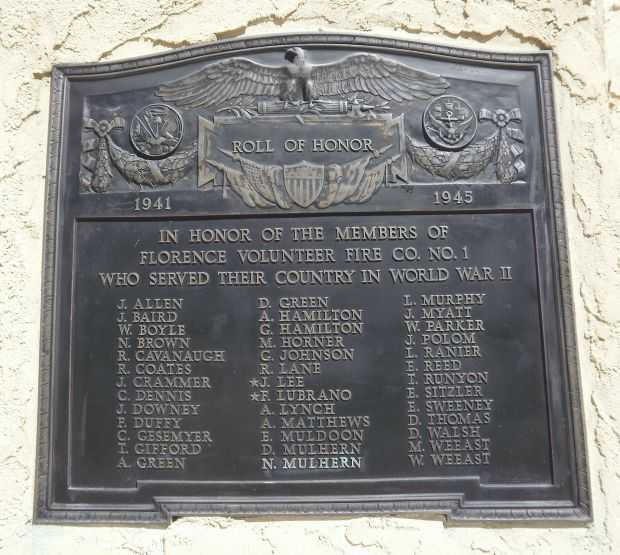 ROLL OF HONOR
1941
1945
IN HONOR OF THE MEMBERS OF
FLORENCE VOLUNTEER FIRE CO. NO. 1
WHO SERVED THEIR COUNTRY IN WORLD WAR II
J. ALLEN
J. BAIRD
W. BOYLE
N. BROWN
R. CAVANAUGH
R. COATES
J. CRAMMER
C. DENNIS
J. DOWNEY
P. DUFFY
C. GESEMYER
T. GIFFORD
A. GREEN
D. GREEN
A. HAMILTON
G. HAMILTON
M. HORNER
G. JOHNSON
R. LANE
★J. LEE
★F. LUBRANO
A. LYNCH
A. MATTHEWS
E. MULDOON
D. MULHERN
N. MULHERN
L. MURPHY
J. MYATT
W. PARKER
J. POLOM
L. RANIER
E. REED
T. RUNYON
E. SITZLER
E. SWEENEY
D. THOMAS
D. WALSH
M. WEEAST
W. WEEAST